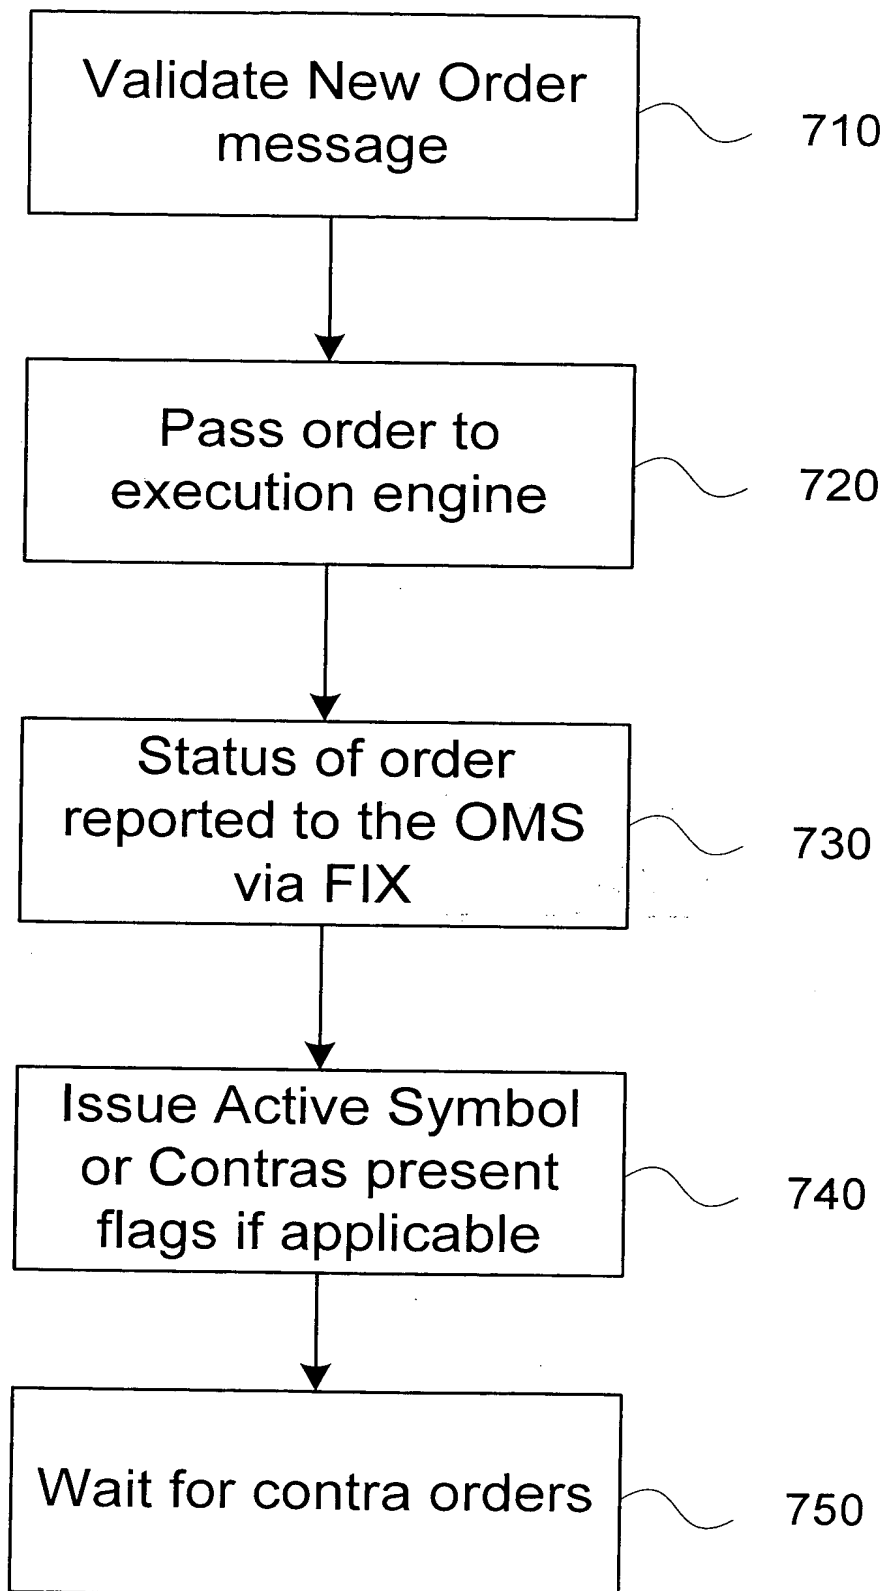 Validate New Order
message
710
Pass order to
execution engine
720
Status of order
reported to the OMS
via FIX
730
Issue Active Symbol
or Contras present
flags if applicable
740
Wait for contra orders
750